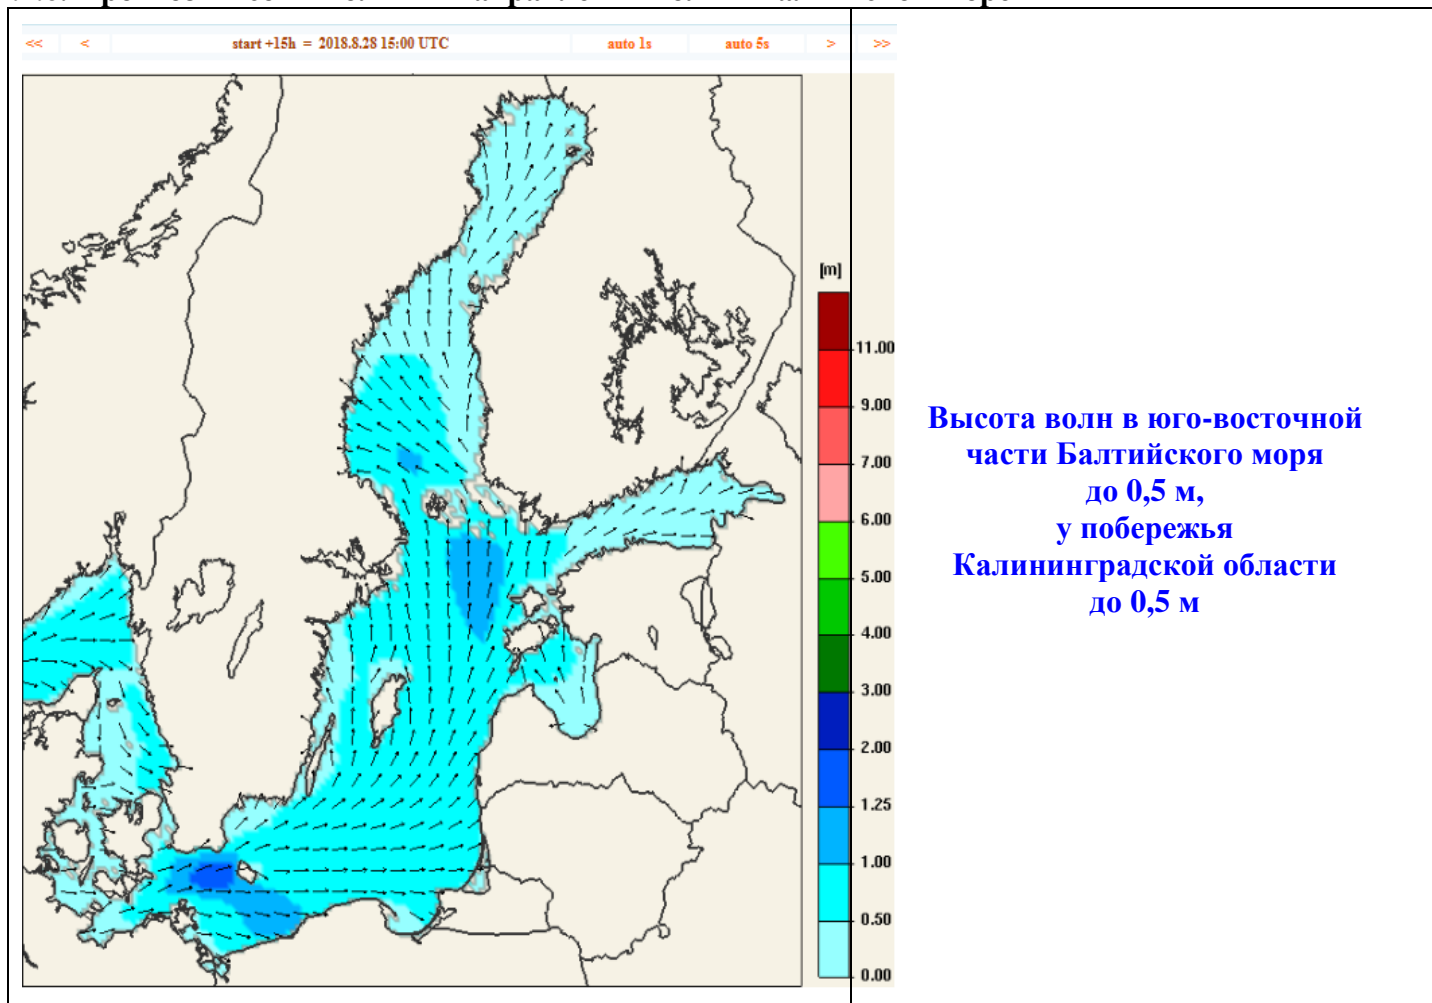 << < start +15h = 2018.8.28 15:00 UTC auto 1s auto 5s > >>
[m]
11.00
9.00
7.00
6.00
5.00
4.00
3.00
2.00
1.25
1.00
0.50
0.00
Высота волн в юго-восточной
части Балтийского моря
до 0,5 м,
у побережья
Калининградской области
до 0,5 м